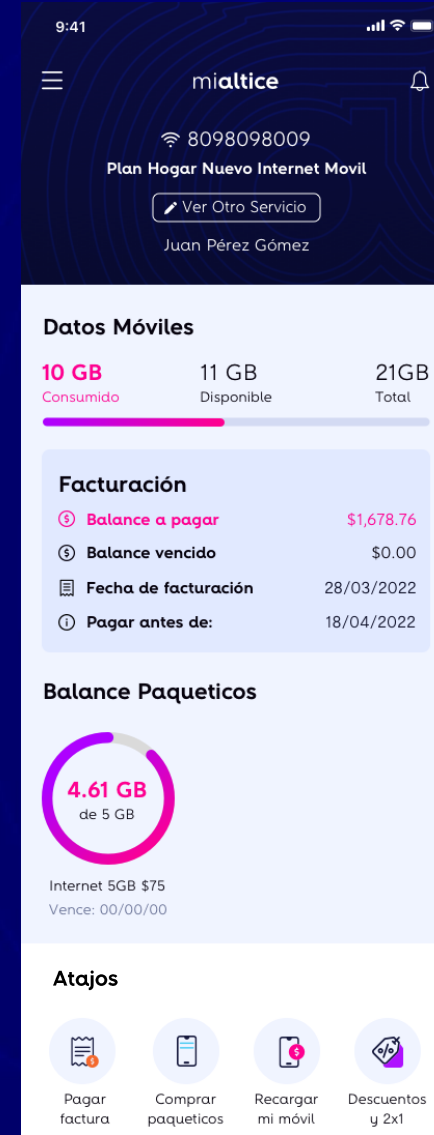 9:41
mialtice
8098098009
Plan Hogar Nuevo Internet Movil
Ver Otro Servicio
Juan Pérez Gómez
Datos Móviles
10 GB 11 GB 21GB
Consumido Disponible Total
Facturación
Balance a pagar $1,678.76
Balance vencido $0.00
Fecha de facturación 28/03/2022
Pagar antes de: 18/04/2022
Balance Paqueticos
4.61 GB
de 5 GB
Internet 5GB $75
Vence: 00/00/00
Atajos
Pagar Comprar Recargar Descuentos
factura paqueticos mi móvil y 2x1